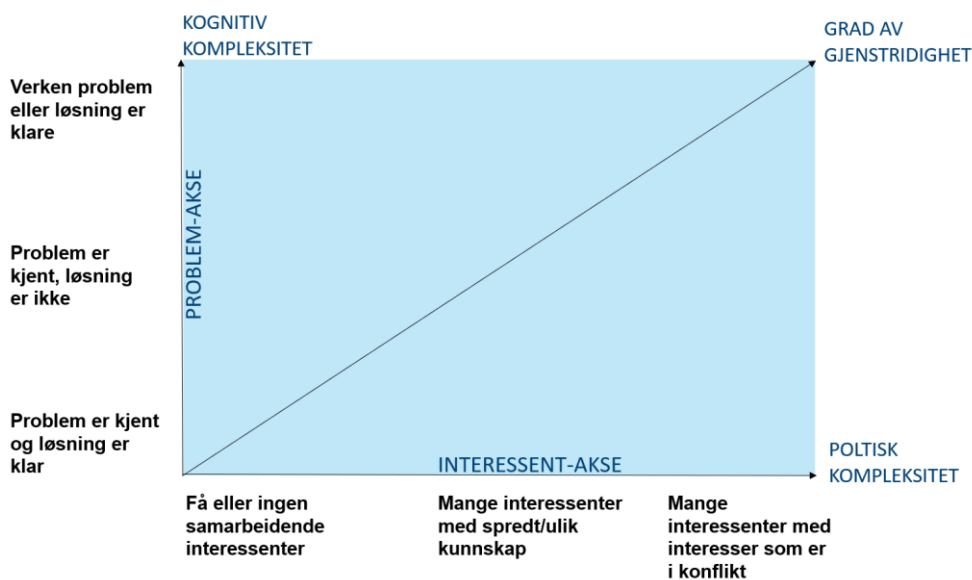 KOGNITIV
KOMPLEKSITET
GRAD AV
GJENSTRIDIGHET
Verken problem
eller løsning er
klare
PROBLEM-AKSE
Problem er
kjent, løsning
er ikke
Problem er kjent
og løsning er
klar
INTERESSENT-AKSE
POLTISK
KOMPLEKSITET
Få eller ingen
samarbeidende
interessenter
Mange interessenter
med spredt/ulik
kunnskap
Mange
interessenter med
interesser som er
i konflikt